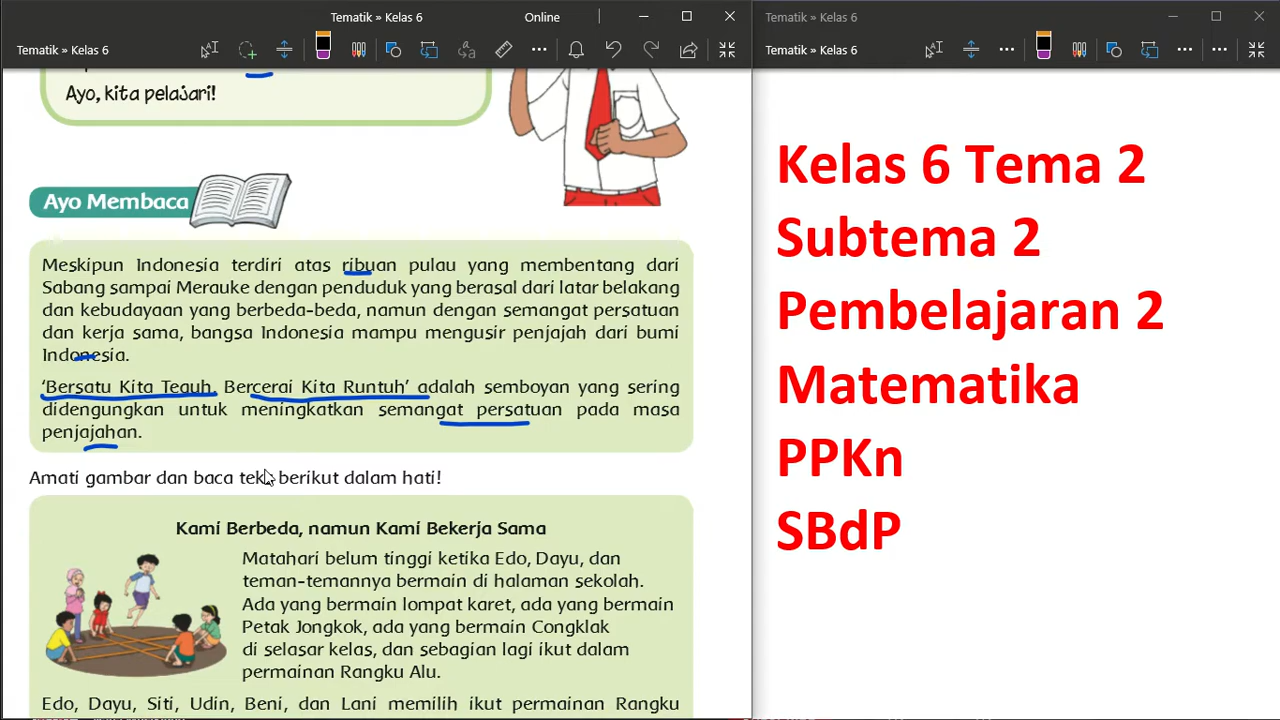 Tematik » Kelas 6
Online
Tematik » Kelas 6
Ayo, kita pelajari!
Ayo Membaca
Meskipun Indonesia terdiri atas ribuan pulau yang membentang dari
Sabang sampai Merauke dengan penduduk yang berasal dari latar belakang
dan kebudayaan yang berbeda-beda, namun dengan semangat persatuan
dan kerja sama, bangsa Indonesia mampu mengusir penjajah dari bumi
Indonesia.
'Bersatu Kita Teguh, Bercerai Kita Runtuh' adalah semboyan yang sering
didengungkan untuk meningkatkan semangat persatuan pada masa
penjajahan.
Amati gambar dan baca teks berikut dalam hati!
Kami Berbeda, namun Kami Bekerja Sama
Matahari belum tinggi ketika Edo, Dayu, dan
teman-temannya bermain di halaman sekolah.
Ada yang bermain lompat karet, ada yang bermain
Petak Jongkok, ada yang bermain Congklak
di selasar kelas, dan sebagian lagi ikut dalam
permainan Rangku Alu.
Edo, Dayu, Siti, Udin, Beni, dan Lani memilih ikut permainan Rangku
Tematik » Kelas 6
Tematik » Kelas 6
Kelas 6 Tema 2
Subtema 2
Pembelajaran 2
Matematika
PPKn
SBdP